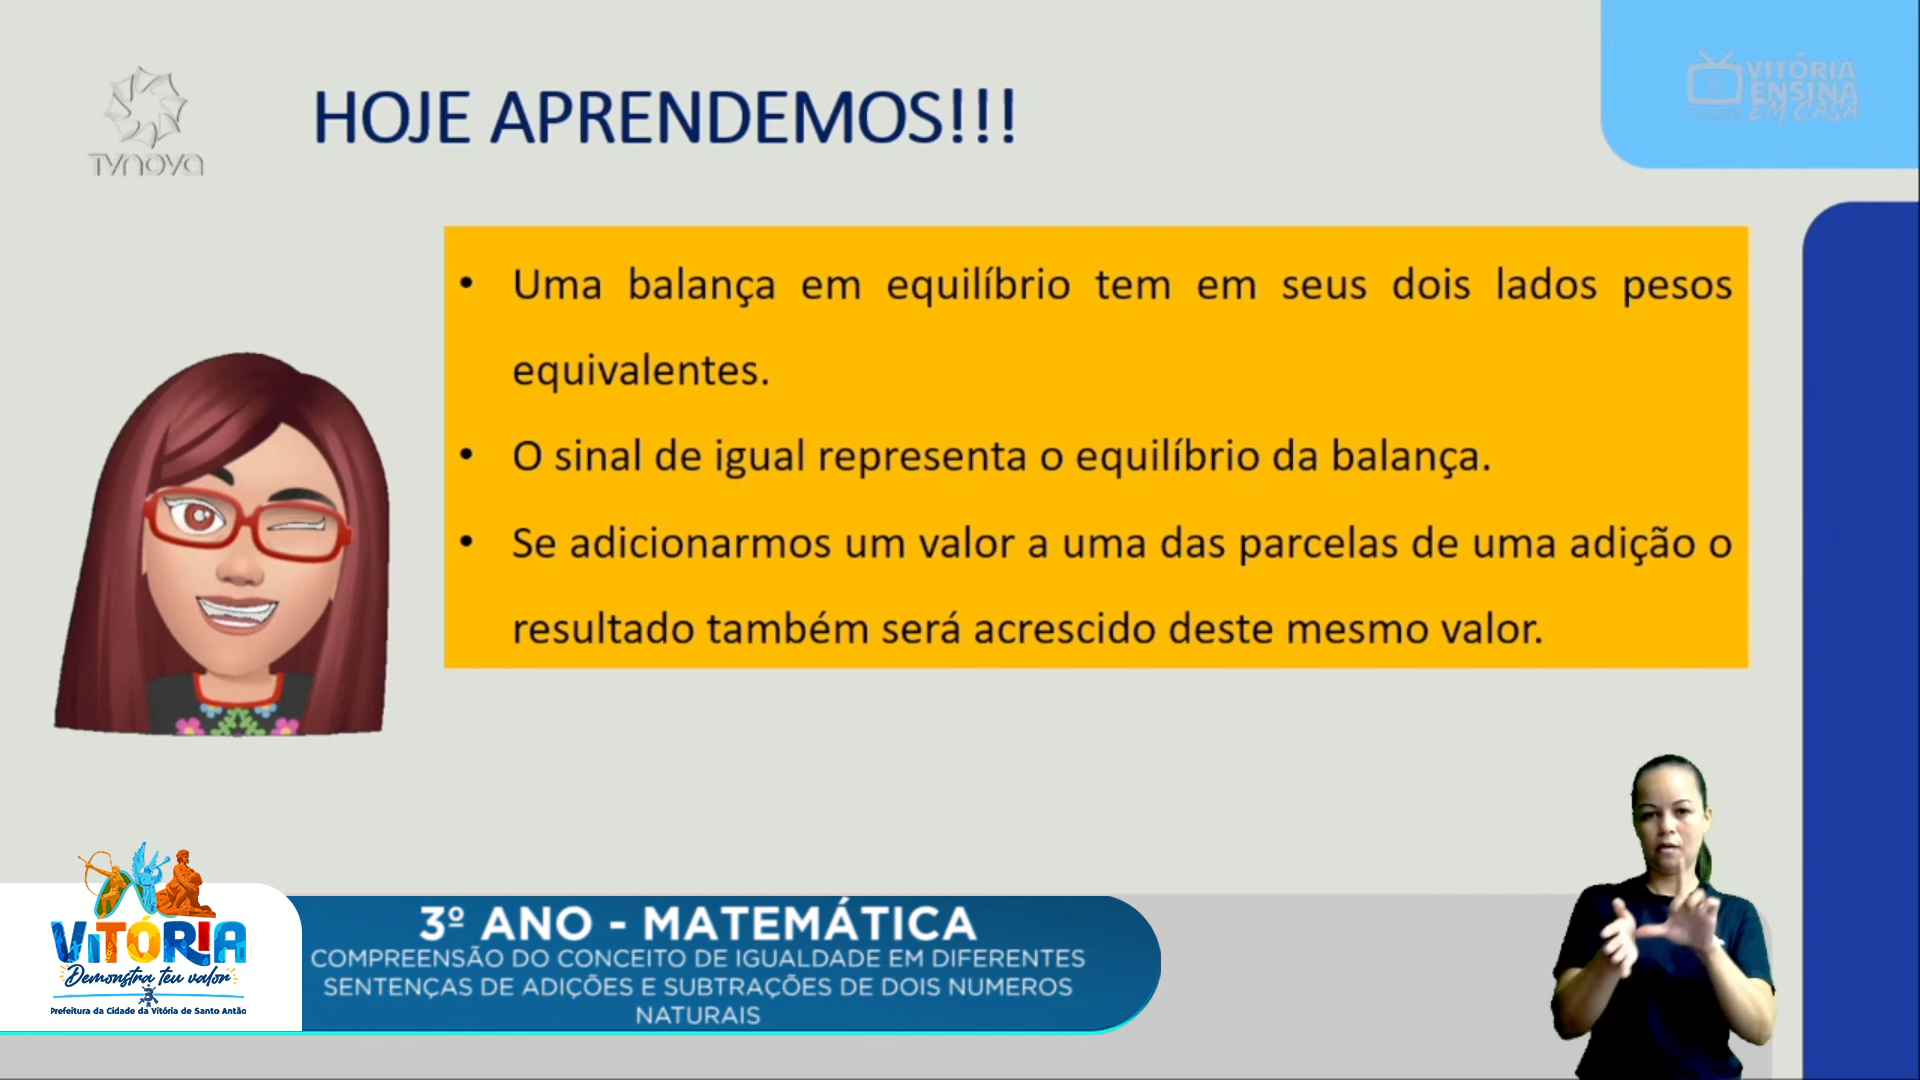 TVNOVA
HOJE APRENDEMOS!!!
VITÓRIA
ENSINA
EM CASA
• Uma balança em equilíbrio tem em seus dois lados pesos
equivalentes.
• O sinal de igual representa o equilíbrio da balança.
• Se adicionarmos um valor a uma das parcelas de uma adição o
resultado também será acrescido deste mesmo valor.
VITÓRIA
Demonstra teu valor
Prefeitura da Cidade da Vitória de Santo Antão
3º ANO - MATEMÁTICA
COMPREENSÃO DO CONCEITO DE IGUALDADE EM DIFERENTES
SENTENÇAS DE ADIÇÕES E SUBTRAÇÕES DE DOIS NUMEROS
NATURAIS